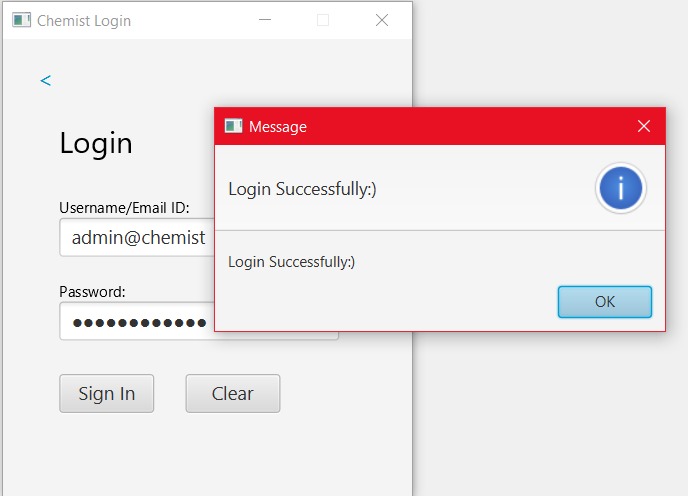 Chemist Login
<
Login
Username/Email ID:
admin@chemist
Password:
●●●●●●●●●●●●
Sign In
Clear
Message
Login Successfully:)
i
Login Successfully:)
OK